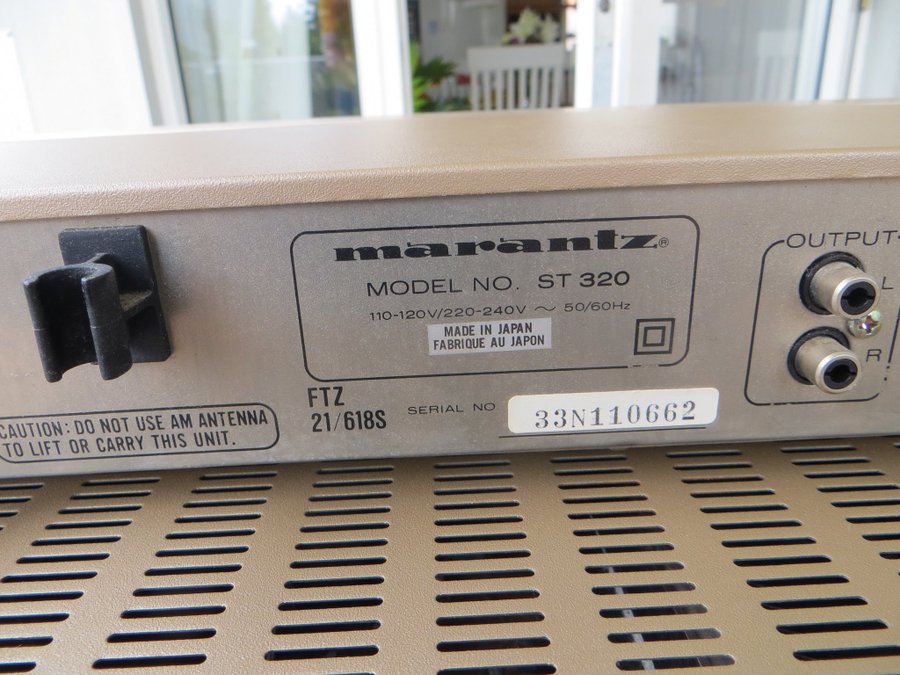 marantz®
MODEL NO. ST 320
110-120V/220-240V ~ 50/60Hz
MADE IN JAPAN
FABRIQUE AU JAPON
OUTPUT
L
R
FTZ
21/618S
SERIAL NO
33N110662
CAUTION: DO NOT USE AM ANTENNA
TO LIFT OR CARRY THIS UNIT.